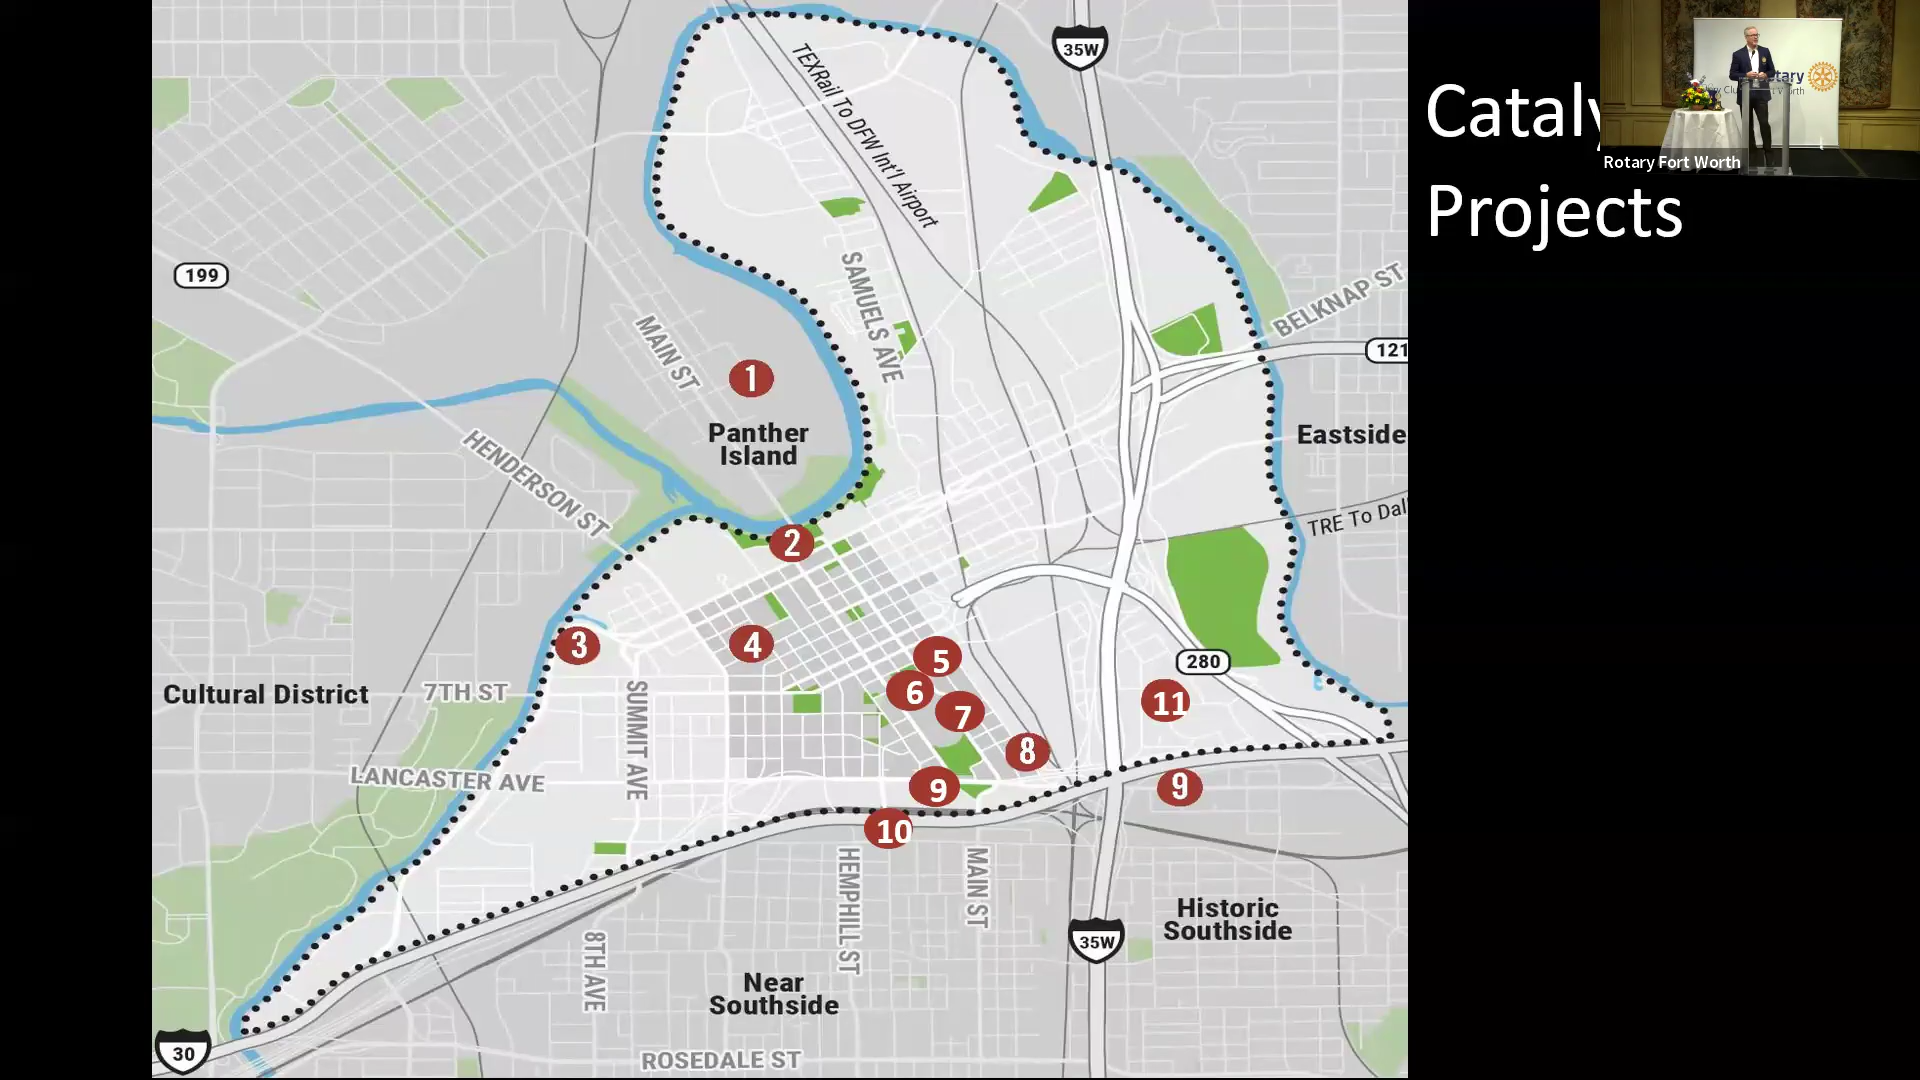 35W
TEXRail To DFW Int'l Airport
Rotary Fort Worth
Projects
SAMUELS AVE
199
BELKNAP ST
MAIN ST
121
1
Panther
Island
Eastside
HENDERSON ST
TRE To Dal
2
3
4
5
280
6
7
11
Cultural District
7TH ST
SUMMIT AVE
8
LANCASTER AVE
9
9
10
HEMPHILL ST
MAIN ST
Historic
Southside
35W
8TH AVE
Near
Southside
30
ROSEDALE ST